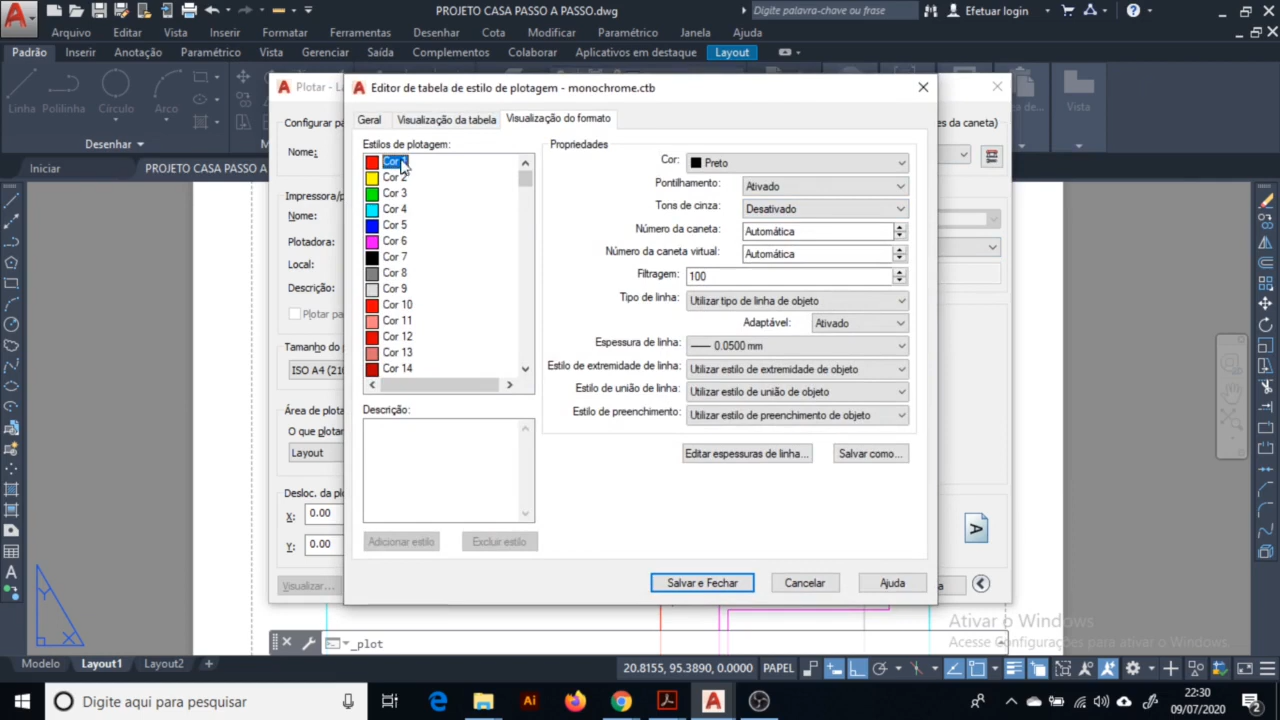 PROJETO CASA PASSO A PASSO.dwg
Digite palavra-chave ou frase
Efetuar login
Arquivo Editar Vista Inserir Formatar Ferramentas Desenhar Cota Modificar Paramétrico Janela Ajuda
Padrão Inserir Anotação Paramétrico Vista Gerenciar Saída Complementos Colaborar Aplicativos em destaque Layout
Linha Polilinha Círculo Arco
Vista
Desenhar
Iniciar
PROJETO CASA PASSO A
Plotar - La
Configurar pá
Nome:
Impressora/p
Nome:
Plotadora:
Local:
Descrição:
Plotar pa
Tamanho do p
ISO A4 (210
Área de plota
O que plotar
Layout
Desloc. da plo
X: 0.00
Y: 0.00
Visualizar...
es da caneta)
Editor de tabela de estilo de plotagem - monochrome.ctb
Geral Visualização da tabela Visualização do formato
Estilos de plotagem:
Cor 1
Cor 2
Cor 3
Cor 4
Cor 5
Cor 6
Cor 7
Cor 8
Cor 9
Cor 10
Cor 11
Cor 12
Cor 13
Cor 14
Descrição:
Adicionar estilo Excluir estilo
Propriedades
Cor: Preto
Pontilhamento: Ativado
Tons de cinza: Desativado
Número da caneta: Automática
Número da caneta virtual: Automática
Filtragem: 100
Tipo de linha: Utilizar tipo de linha de objeto
Adaptável: Ativado
Espessura de linha: 0.0500 mm
Estilo de extremidade de linha: Utilizar estilo de extremidade de objeto
Estilo de união de linha: Utilizar estilo de união de objeto
Estilo de preenchimento: Utilizar estilo de preenchimento de objeto
Editar espessuras de linha... Salvar como...
Salvar e Fechar Cancelar Ajuda
Ativar o Windows
Acesse Configurações para ativar o Windows.
_plot
Modelo Layout1 Layout2 +
20.8155, 95.3890, 0.0000 PAPEL
Digite aqui para pesquisar
22:30
09/07/2020